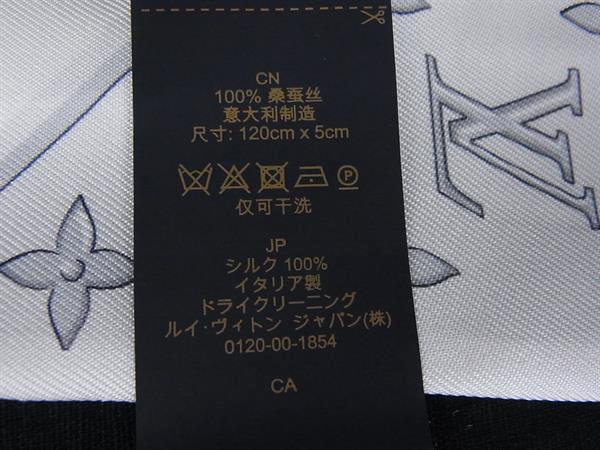 CN
100% 桑蚕丝
意大利制造
尺寸: 120cm x 5cm
P
仅可干洗
JP
シルク 100%
イタリア製
ドライクリーニング
ルイ･ヴィトン ジャパン(株)
0120-00-1854
CA
LV